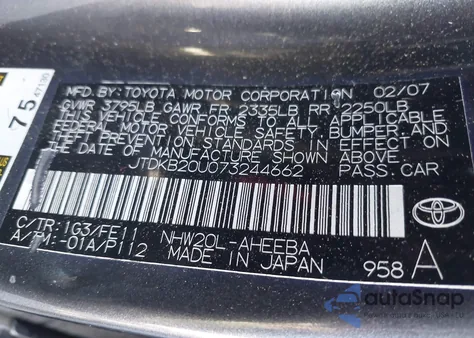 MFD. BY: TOYOTA MOTOR CORPORATION 02/07
GVWR 3795LB GAWR FR 2335LB RR 2250LB
THIS VEHICLE CONFORMS TO ALL APPLICABLE
FEDERAL MOTOR VEHICLE SAFETY, BUMPER, AND
THEFT PREVENTION STANDARDS IN EFFECT ON
THE DATE OF MANUFACTURE SHOWN ABOVE.
JTDKB20U073244662 PASS. CAR
C/TR: 1G3/FE11 NHW20L-AHEEBA
A/TM: -01A/P112 MADE IN JAPAN
958 A
TOYOTA
75
autoSnap